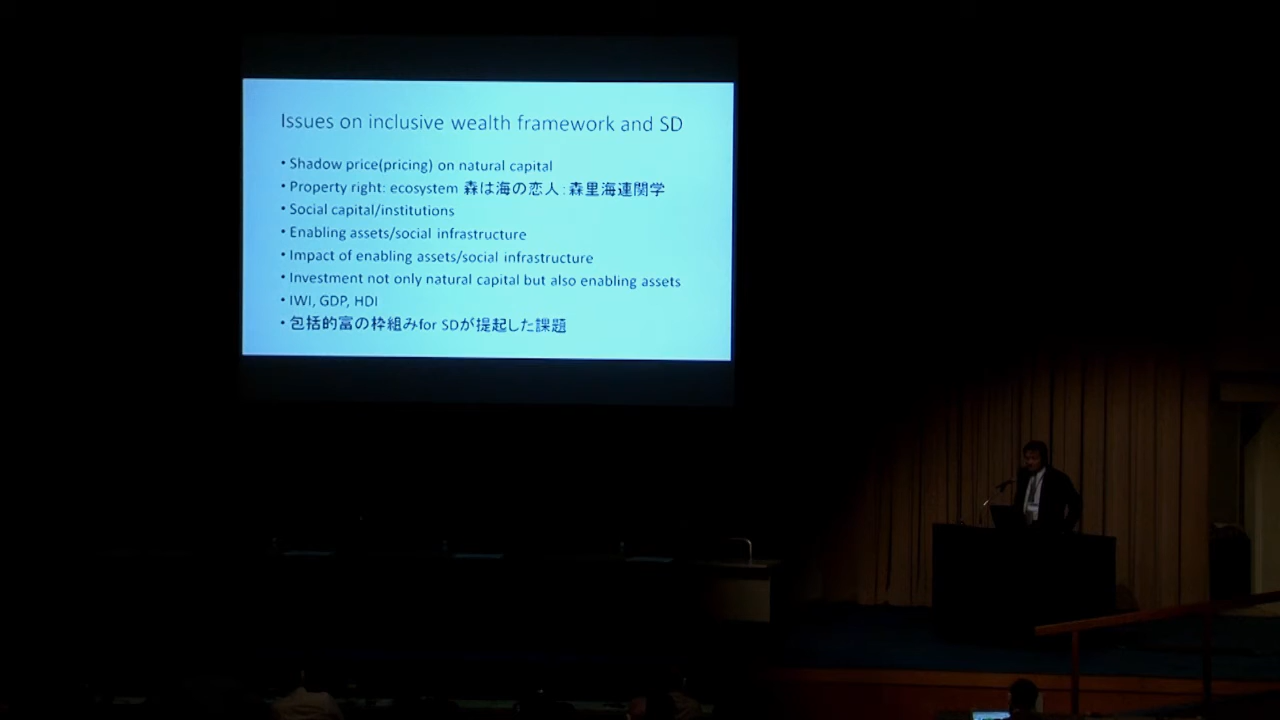 Issues on inclusive wealth framework and SD
• Shadow price(pricing) on natural capital
• Property right: ecosystem 森は海の恋人：森里海連関学
• Social capital/institutions
• Enabling assets/social infrastructure
• Impact of enabling assets/social infrastructure
• Investment not only natural capital but also enabling assets
• IWI, GDP, HDI
• 包括的富の枠組みfor SDが提起した課題